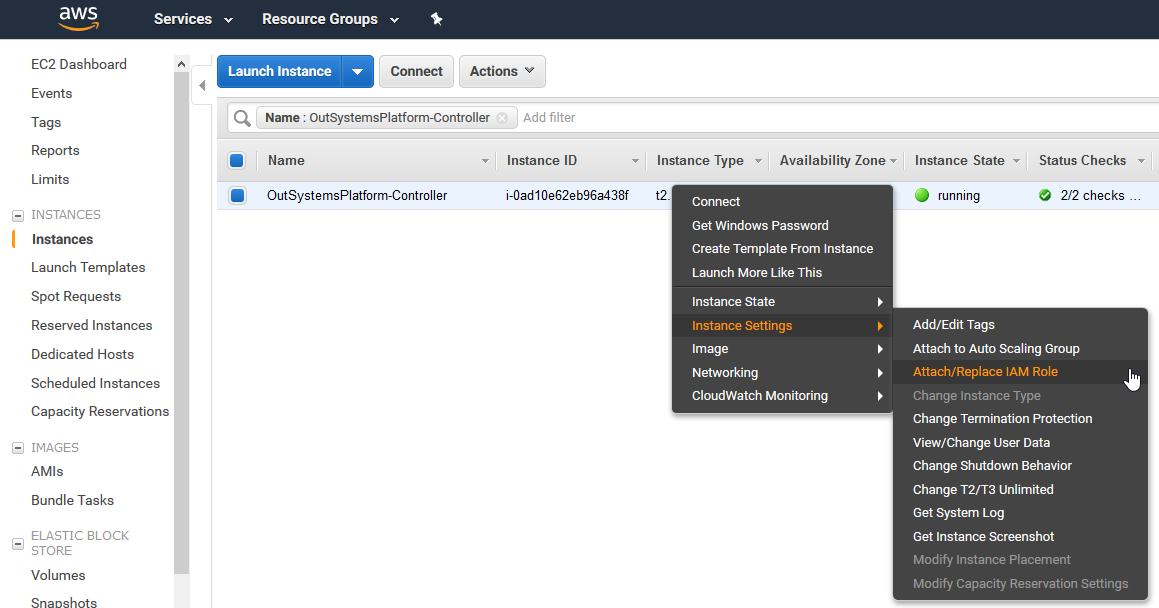 aws
Services
Resource Groups
EC2 Dashboard
Events
Tags
Reports
Limits
INSTANCES
Instances
Launch Templates
Spot Requests
Reserved Instances
Dedicated Hosts
Scheduled Instances
Capacity Reservations
IMAGES
AMIs
Bundle Tasks
ELASTIC BLOCK
STORE
Volumes
Snapshots
Launch Instance
Connect
Actions
Name : OutSystemsPlatform-Controller
Add filter
Name
Instance ID
Instance Type
Availability Zone
Instance State
Status Checks
OutSystemsPlatform-Controller
i-0ad10e62eb96a438f
t2.
running
2/2 checks ...
Connect
Get Windows Password
Create Template From Instance
Launch More Like This
Instance State
Instance Settings
Image
Networking
CloudWatch Monitoring
Add/Edit Tags
Attach to Auto Scaling Group
Attach/Replace IAM Role
Change Instance Type
Change Termination Protection
View/Change User Data
Change Shutdown Behavior
Change T2/T3 Unlimited
Get System Log
Get Instance Screenshot
Modify Instance Placement
Modify Capacity Reservation Settings